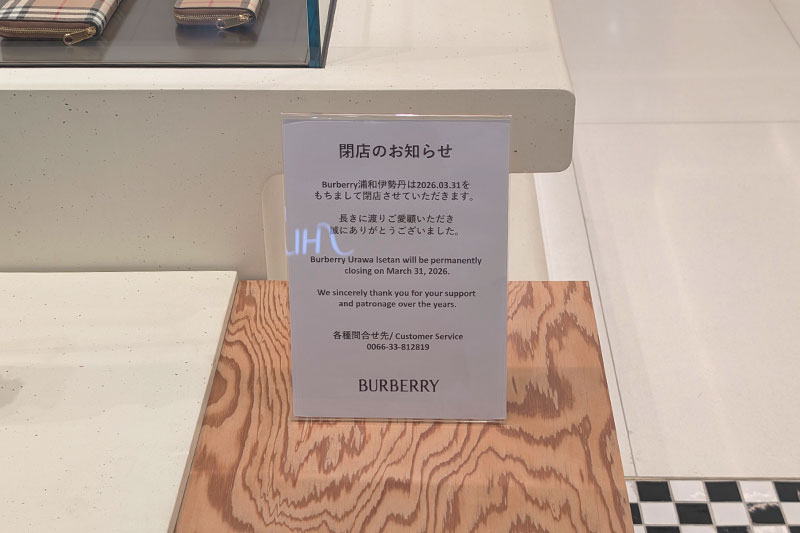 閉店のお知らせ
Burberry浦和伊勢丹は2026.03.31を
もちまして閉店させていただきます。
長きに渡りご愛顧いただき
誠にありがとうございました。
Burberry Urawa Isetan will be permanently
closing on March 31, 2026.
We sincerely thank you for your support
and patronage over the years.
各種問合せ先/ Customer Service
0066-33-812819
BURBERRY